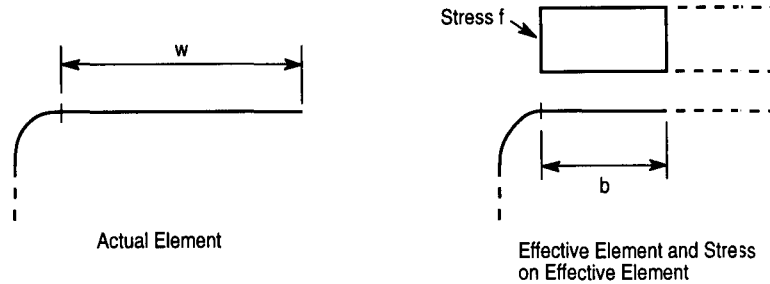 w
Actual Element
Stress f
b
Effective Element and Stress
on Effective Element